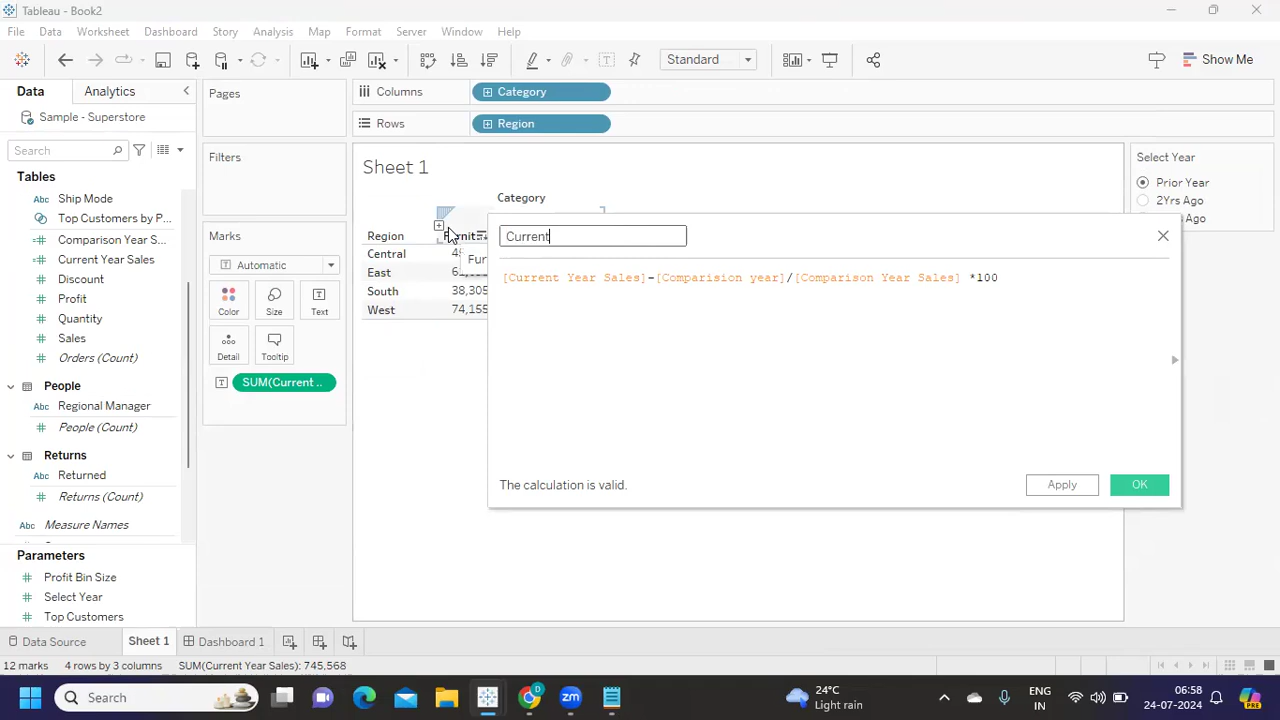 Tableau - Book2
File Data Worksheet Dashboard Story Analysis Map Format Server Window Help
Standard
Show Me
Data Analytics
Pages
Columns
Category
Sample - Superstore
Rows
Region
Search
Filters
Sheet 1
Select Year
Tables
Prior Year
Ship Mode
Category
2Yrs Ago
Top Customers by P...
s Ago
Comparison Year S...
Marks
Region
Current
Current Year Sales
Automatic
Central
Fur
Discount
East
[Current Year Sales]-[Comparision year]/[Comparison Year Sales] *100
Profit
Color Size Text
South
38,305
Quantity
West
74,155
Sales
Orders (Count)
Detail Tooltip
People
SUM(Current ..
Regional Manager
People (Count)
Returns
Returned
The calculation is valid.
Apply
OK
Returns (Count)
Measure Names
Parameters
Profit Bin Size
Select Year
Top Customers
Data Source
Sheet 1
Dashboard 1
12 marks 4 rows by 3 columns SUM(Current Year Sales): 745,568
Search
24°C
Light rain
ENG
IN
06:58
24-07-2024
PRE